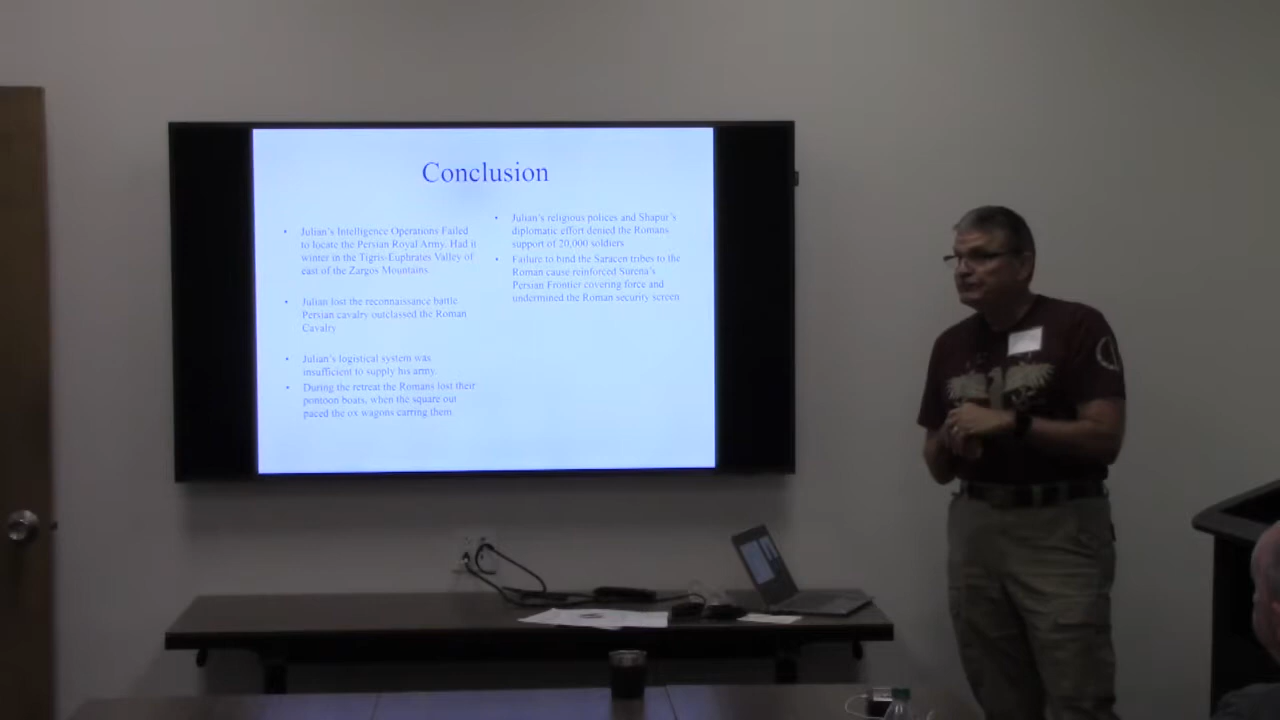 Conclusion
• Julian's Intelligence Operations Failed
to locate the Persian Royal Army. Had it
winter in the Tigris-Euphrates Valley of
east of the Zargos Mountains.
• Julian lost the reconnaissance battle
Persian cavalry outclassed the Roman
Cavalry
• Julian's logistical system was
insufficient to supply his army.
• During the retreat the Romans lost their
pontoon boats, when the square out
paced the ox wagons carring them.
• Julian's religious polices and Shapur's
diplomatic effort denied the Romans
support of 20,000 soldiers
• Failure to bind the Saracen tribes to the
Roman cause reinforced Surena's
Persian Frontier covering force and
undermined the Roman security screen